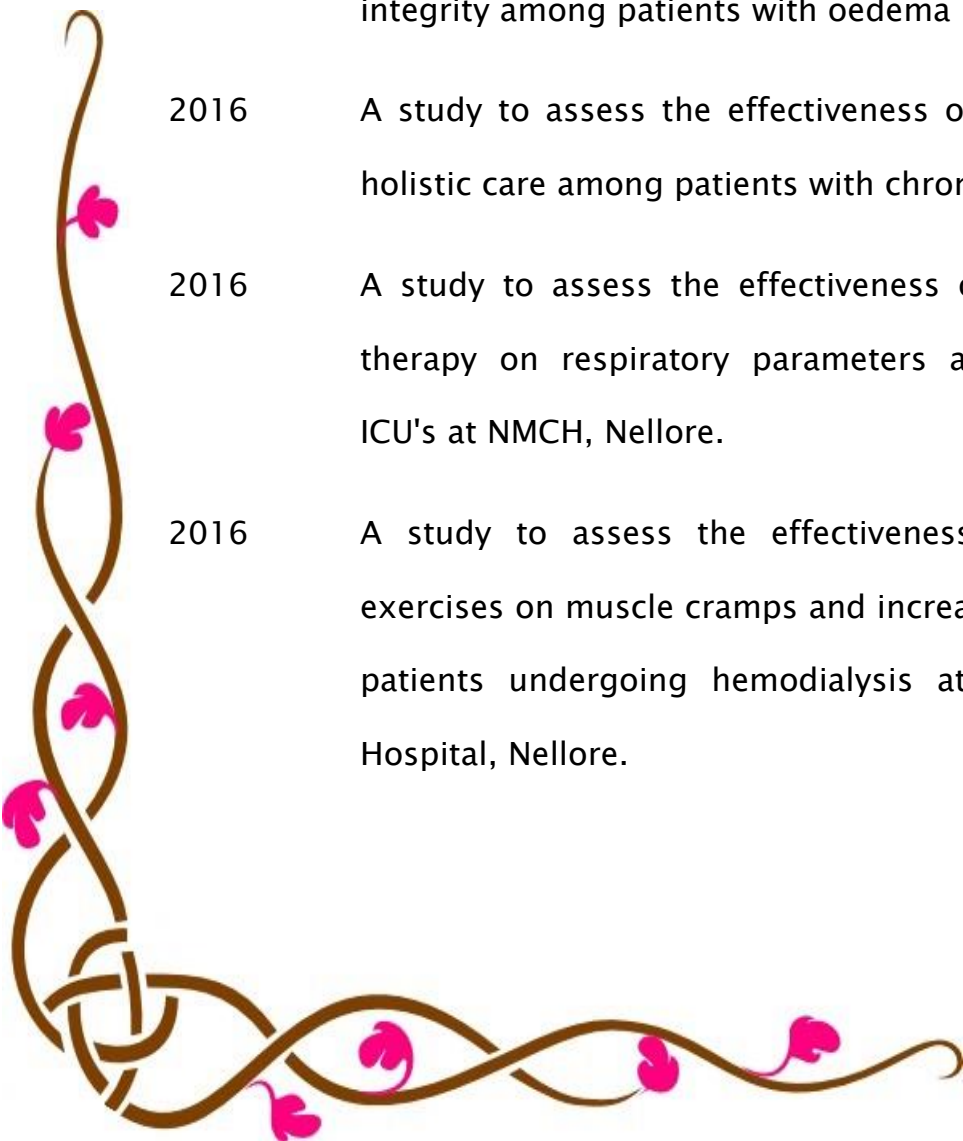 integrity among patients with oedema
2016 A study to assess the effectiveness
holistic care among patients with
2016 A study to assess the effectiveness
therapy on respiratory parameters
ICU's at NMCH, Nellore.
2016 A study to assess the effectiveness
exercises on muscle cramps and
patients undergoing hemodialysis at
Hospital, Nellore.